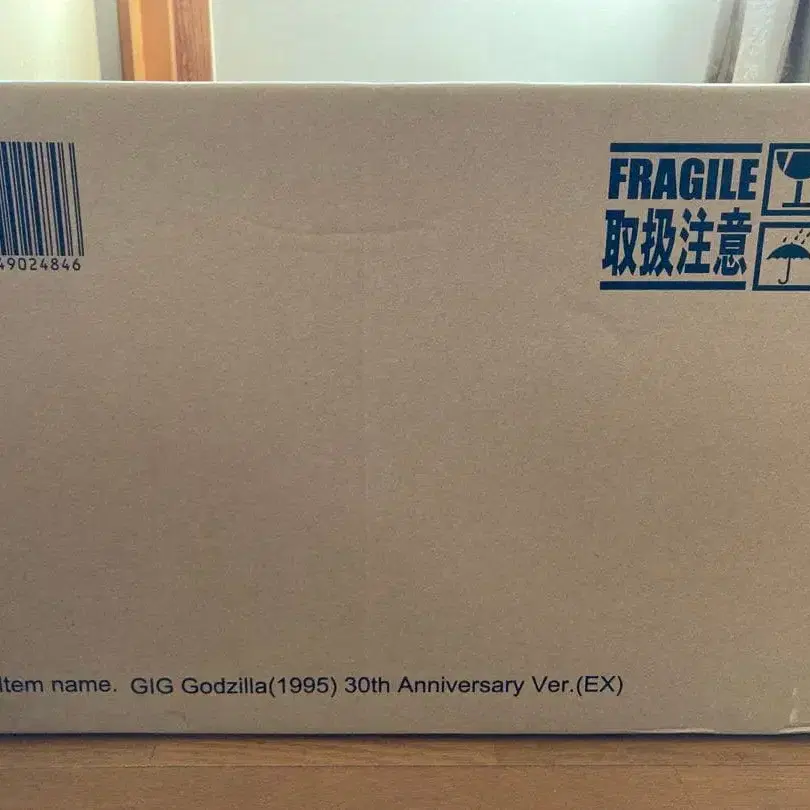 FRAGILE
取扱注意
49024846
Item name. GIG Godzilla(1995) 30th Anniversary Ver.(EX)